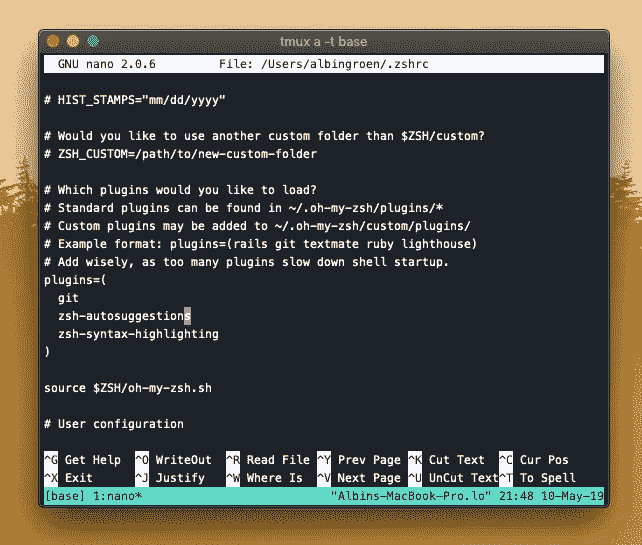 tmux a -t base
GNU nano 2.0.6 File: /Users/albingroen/.zshrc
# HIST_STAMPS="mm/dd/yyyy"
# Would you like to use another custom folder than $ZSH/custom?
# ZSH_CUSTOM=/path/to/new-custom-folder
# Which plugins would you like to load?
# Standard plugins can be found in ~/.oh-my-zsh/plugins/*
# Custom plugins may be added to ~/.oh-my-zsh/custom/plugins/
# Example format: plugins=(rails git textmate ruby lighthouse)
# Add wisely, as too many plugins slow down shell startup.
plugins=(
git
zsh-autosuggestions
zsh-syntax-highlighting
)
source $ZSH/oh-my-zsh.sh
# User configuration
^G Get Help ^O WriteOut ^R Read File ^Y Prev Page ^K Cut Text ^C Cur Pos
^X Exit ^J Justify ^W Where Is ^V Next Page ^U UnCut Text^T To Spell
[base] 1:nano* "Albins-MacBook-Pro.lo" 21:48 10-May-19